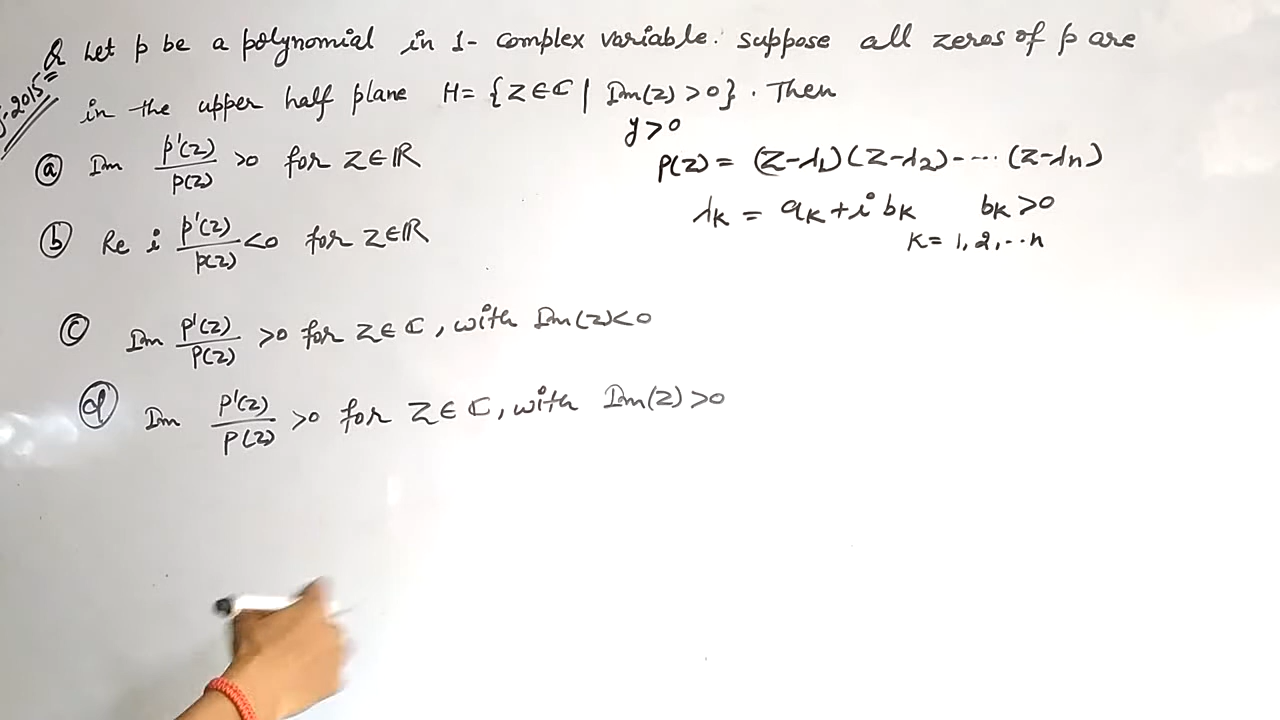 Q Let p be a polynomial in 1- complex variable. Suppose all zeros of p are
in the upper half plane H= {z∈ℂ | Im(z) >0} . Then
2015
y>0
(a) Im p'(z)/p(z) >0 for z∈ℝ
p(z) = (z-λ1)(z-λ2)-....(z-λn)
λK = aK+i bK bK>0
K= 1, 2, ..n
(b) Re i p'(z)/p(z) <0 for z∈ℝ
(c) Im p'(z)/p(z) >0 for z∈ℂ, with Im(z)<0
(d) Im p'(z)/p(z) >0 for z∈ℂ, with Im(z) >0